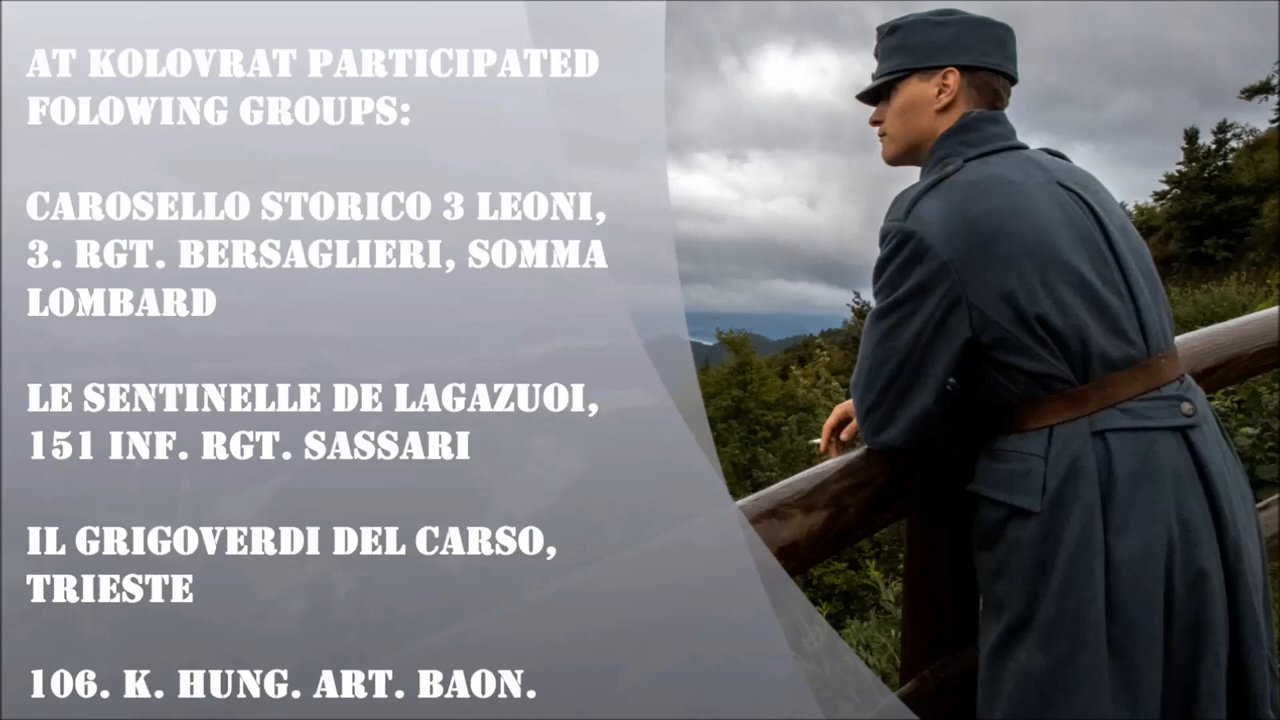 AT KOLOVRAT PARTICIPATED
FOLOWING GROUPS:
CAROSELLO STORICO 3 LEONI,
3. RGT. BERSAGLIERI, SOMMA
LOMBARD
LE SENTINELLE DE LAGAZUOI,
151 INF. RGT. SASSARI
IL GRIGOVERDI DEL CARSO,
TRIESTE
106. K. HUNG. ART. BAON.